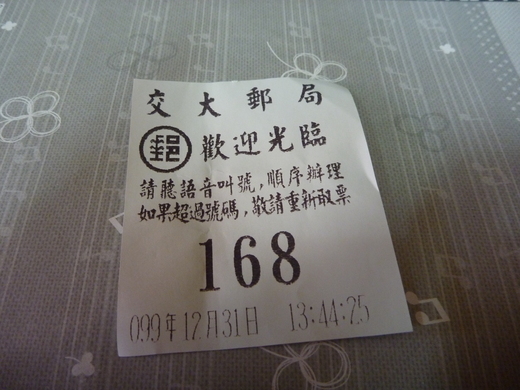 交大郵局
郵 歡迎光臨
請聽語音叫號,順序辦理
如果超過號碼,敬請重新取票
168
099年12月31日 13:44:25